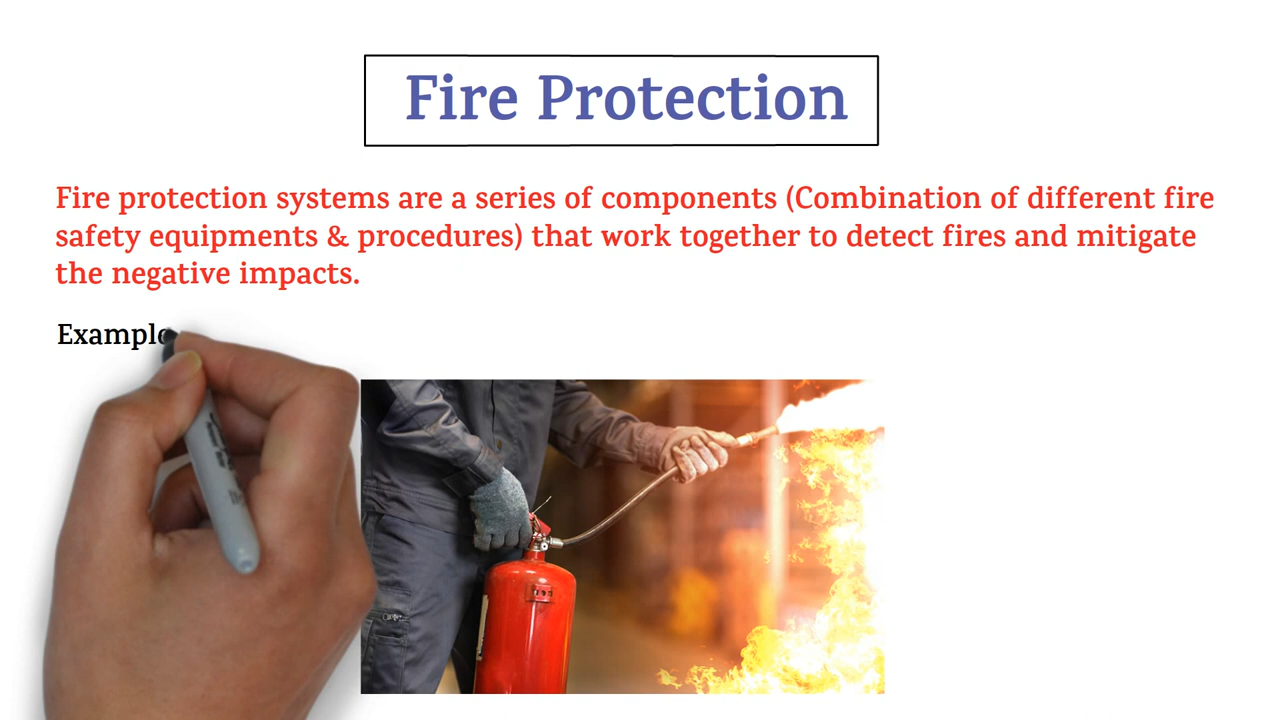 Fire Protection
Fire protection systems are a series of components (Combination of different fire
safety equipments & procedures) that work together to detect fires and mitigate
the negative impacts.
Example